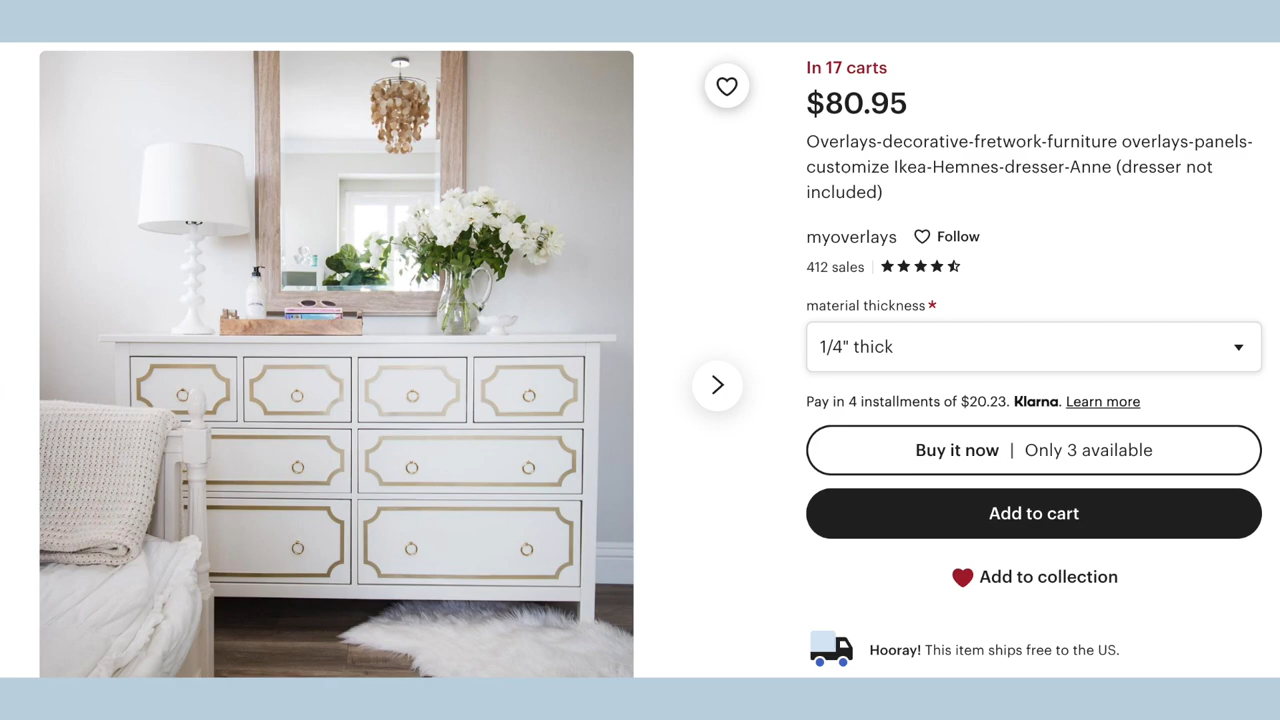 In 17 carts
$80.95
Overlays-decorative-fretwork-furniture overlays-panels-
customize Ikea-Hemnes-dresser-Anne (dresser not
included)
myoverlays Follow
412 sales
material thickness*
1/4" thick
Pay in 4 installments of $20.23. Klarna. Learn more
Buy it now | Only 3 available
Add to cart
Add to collection
Hooray! This item ships free to the US.